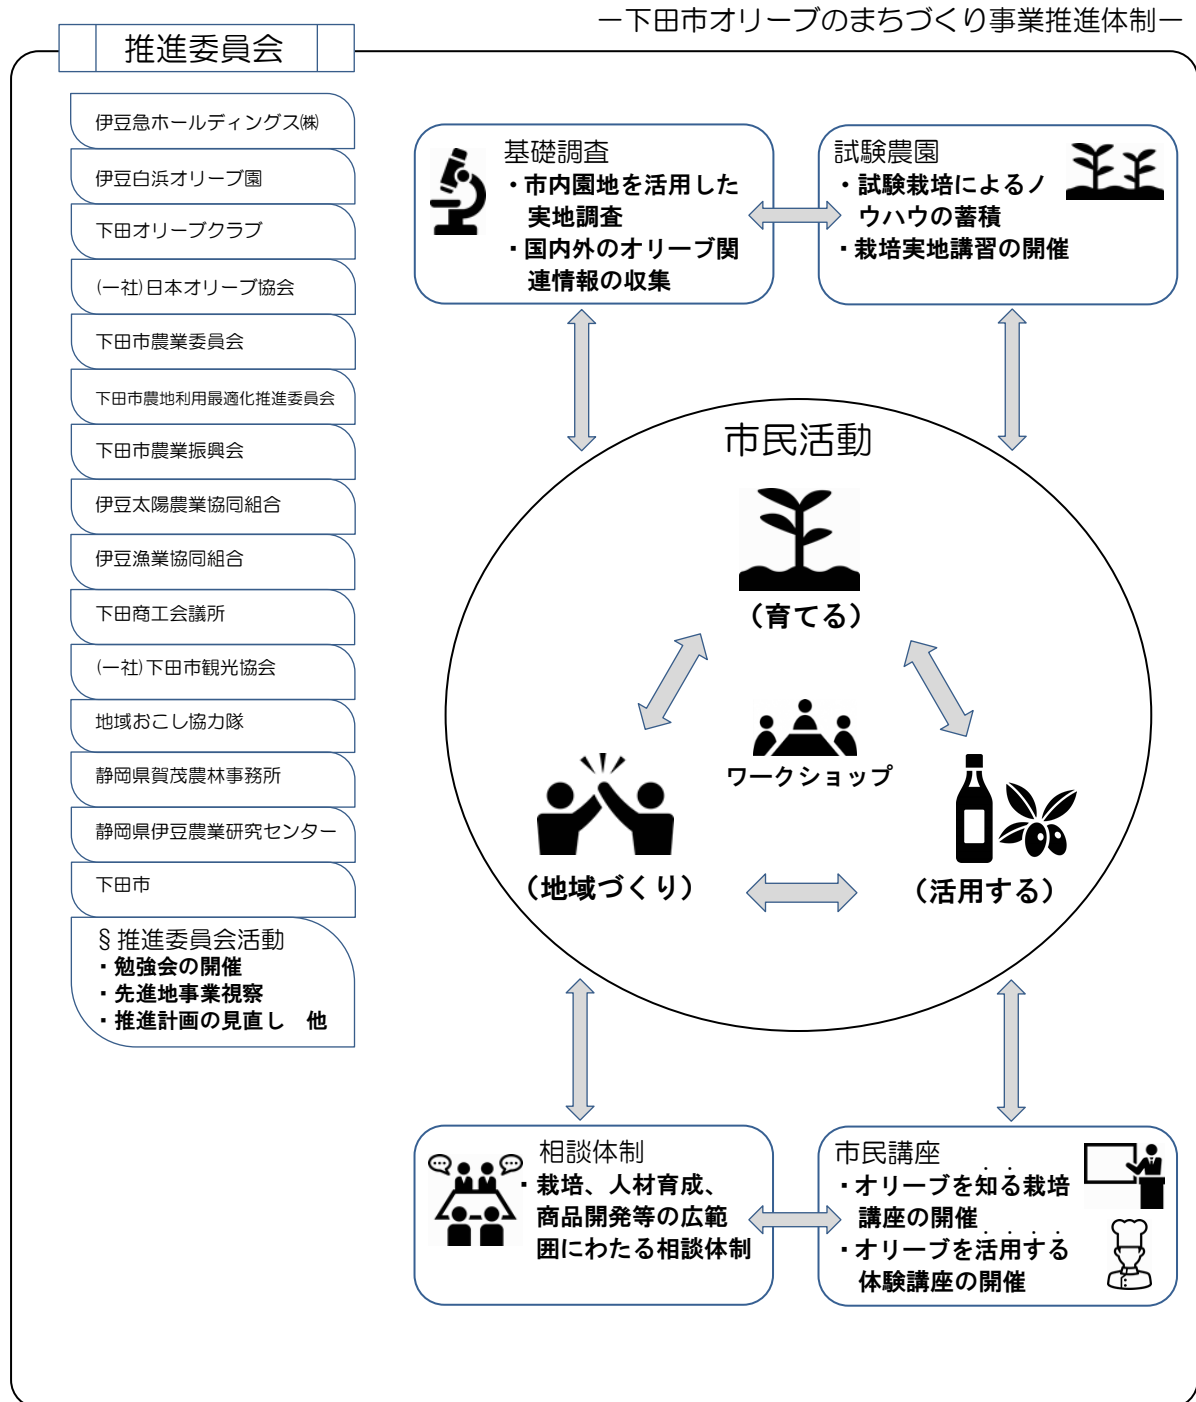 －下田市オリーブのまちづくり事業推進体制－
推進委員会
伊豆急ホールディングス㈱
伊豆白浜オリーブ園
下田オリーブクラブ
(一社)日本オリーブ協会
下田市農業委員会
下田市農地利用最適化推進委員会
下田市農業振興会
伊豆太陽農業協同組合
伊豆漁業協同組合
下田商工会議所
(一社)下田市観光協会
地域おこし協力隊
静岡県賀茂農林事務所
静岡県伊豆農業研究センター
下田市
§推進委員会活動
・勉強会の開催
・先進地事業視察
・推進計画の見直し　他
基礎調査
・市内園地を活用した
実地調査
・国内外のオリーブ関
連情報の収集
試験農園
・試験栽培によるノ
ウハウの蓄積
・栽培実地講習の開催
市民活動
（育てる）
ワークショップ
（地域づくり）
（活用する）
相談体制
・栽培、人材育成、
商品開発等の広範
囲にわたる相談体制
市民講座
・オリーブを知る栽培
講座の開催
・オリーブを活用する
体験講座の開催